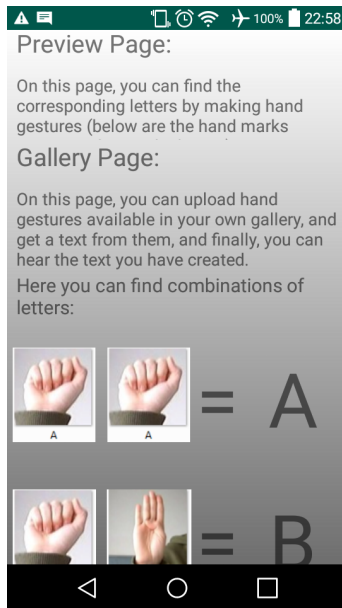 100% 22:58
Preview Page:
On this page, you can find the
corresponding letters by making hand
gestures (below are the hand marks
Gallery Page:
On this page, you can upload hand
gestures available in your own gallery, and
get a text from them, and finally, you can
hear the text you have created.
Here you can find combinations of
letters:
= A
A A
= B